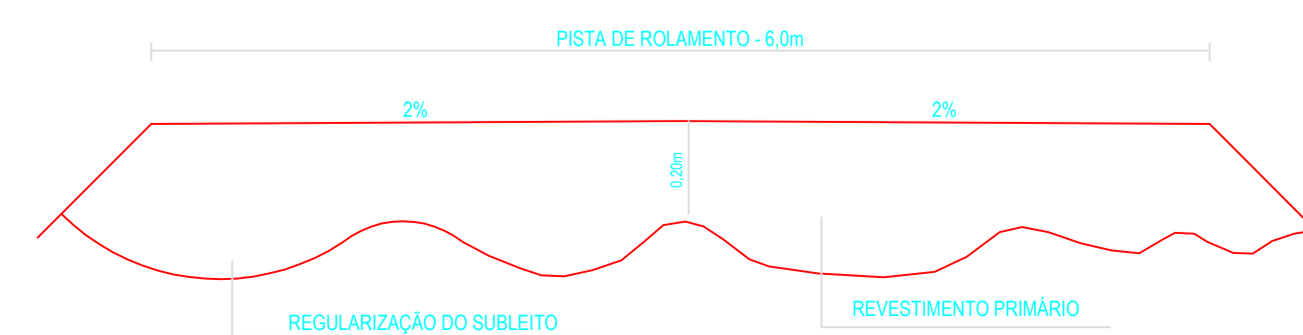 PISTA DE ROLAMENTO - 6,0m
2%
2%
0,20m
REVESTIMENTO PRIMÁRIO
REGULARIZAÇÃO DO SUBLEITO